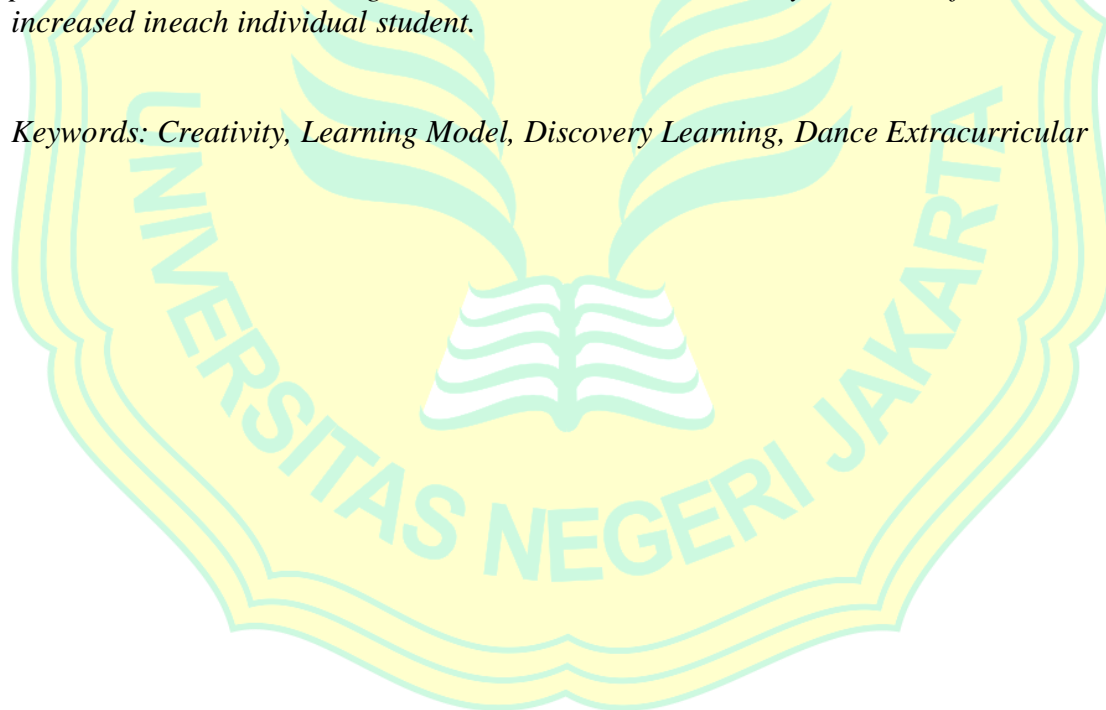 increased ineach individual student.
Keywords: Creativity, Learning Model, Discovery Learning, Dance Extracurricular
UNIVERSITAS NEGERI JAKARTA